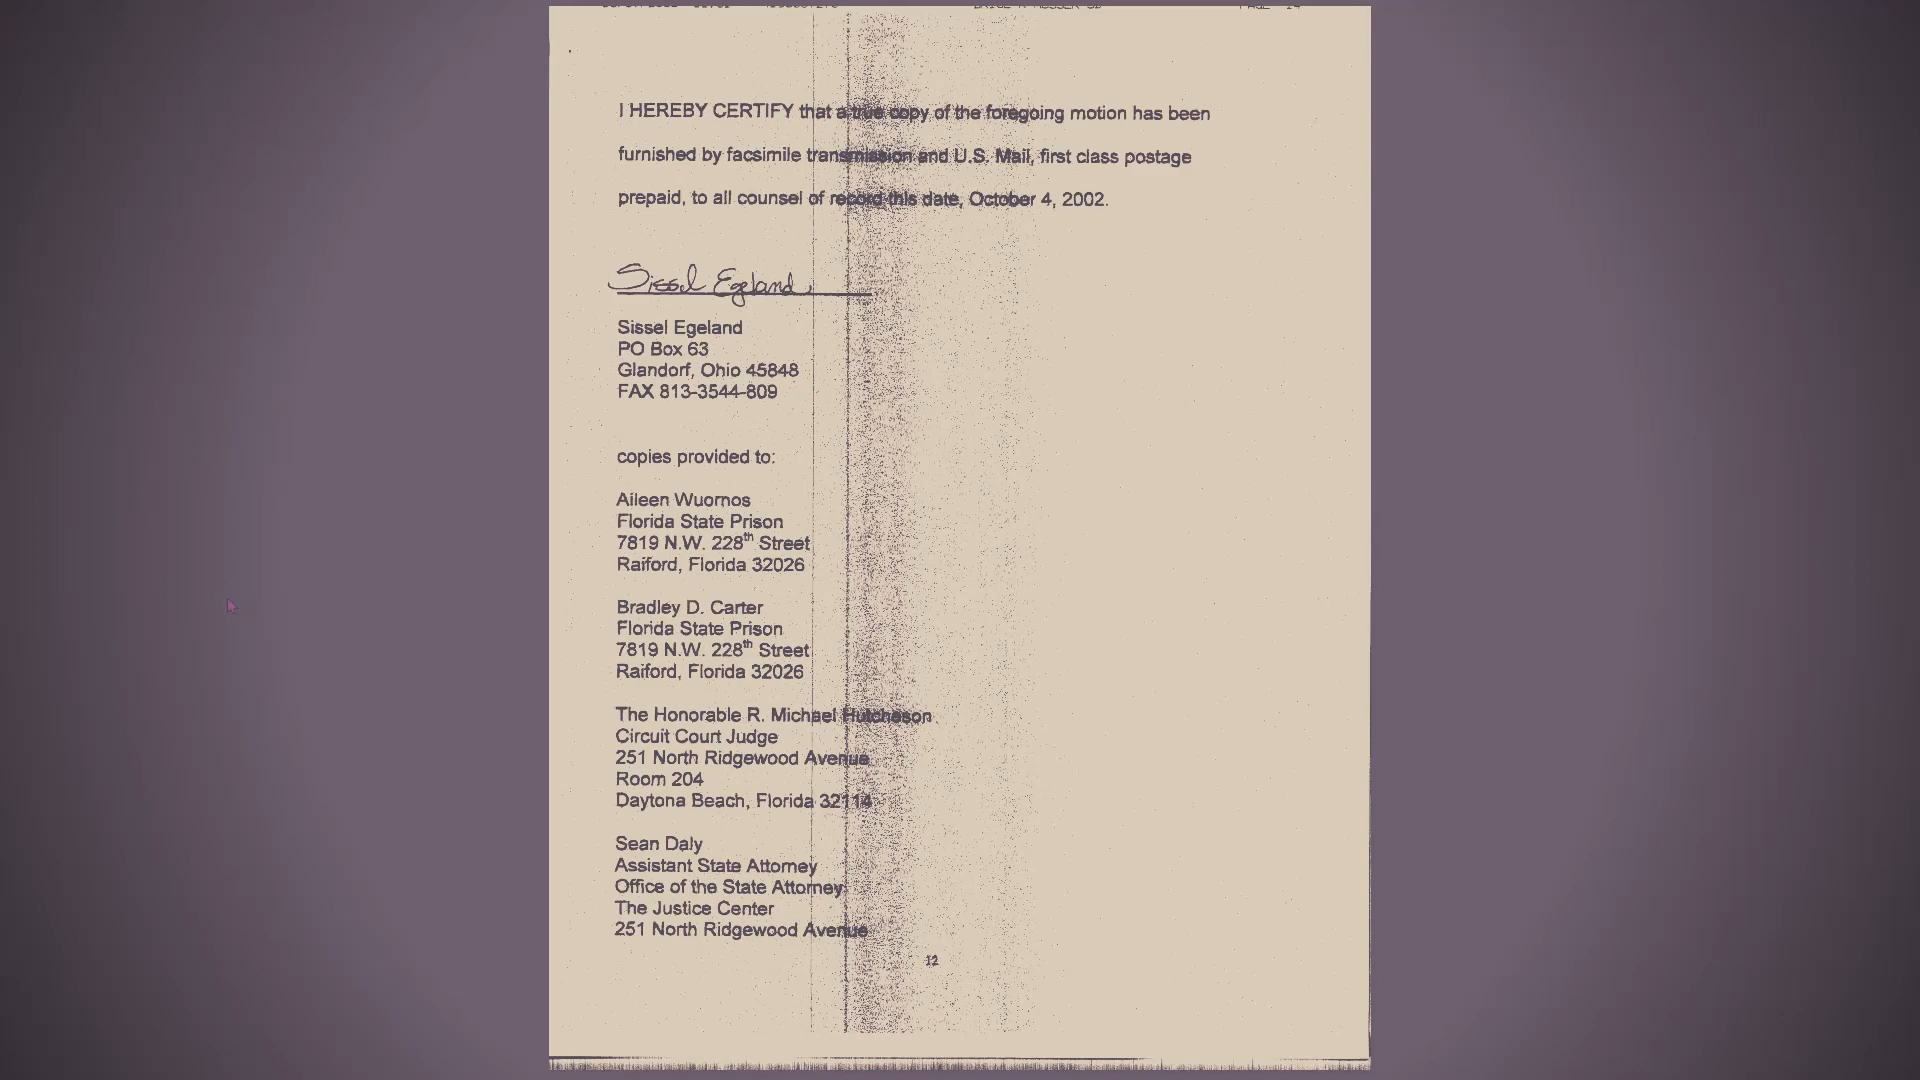 I HEREBY CERTIFY that a true copy of the foregoing motion has been
furnished by facsimile transmission and U.S. Mail, first class postage
prepaid, to all counsel of record this date, October 4, 2002.
Sissel Egeland
Sissel Egeland
PO Box 63
Glandorf, Ohio 45848
FAX 813-3544-809
copies provided to:
Aileen Wuornos
Florida State Prison
7819 N.W. 228th Street
Raiford, Florida 32026
Bradley D. Carter
Florida State Prison
7819 N.W. 228th Street
Raiford, Florida 32026
The Honorable R. Michael Hutcheson
Circuit Court Judge
251 North Ridgewood Avenue
Room 204
Daytona Beach, Florida 32114
Sean Daly
Assistant State Attorney
Office of the State Attorney
The Justice Center
251 North Ridgewood Avenue
12